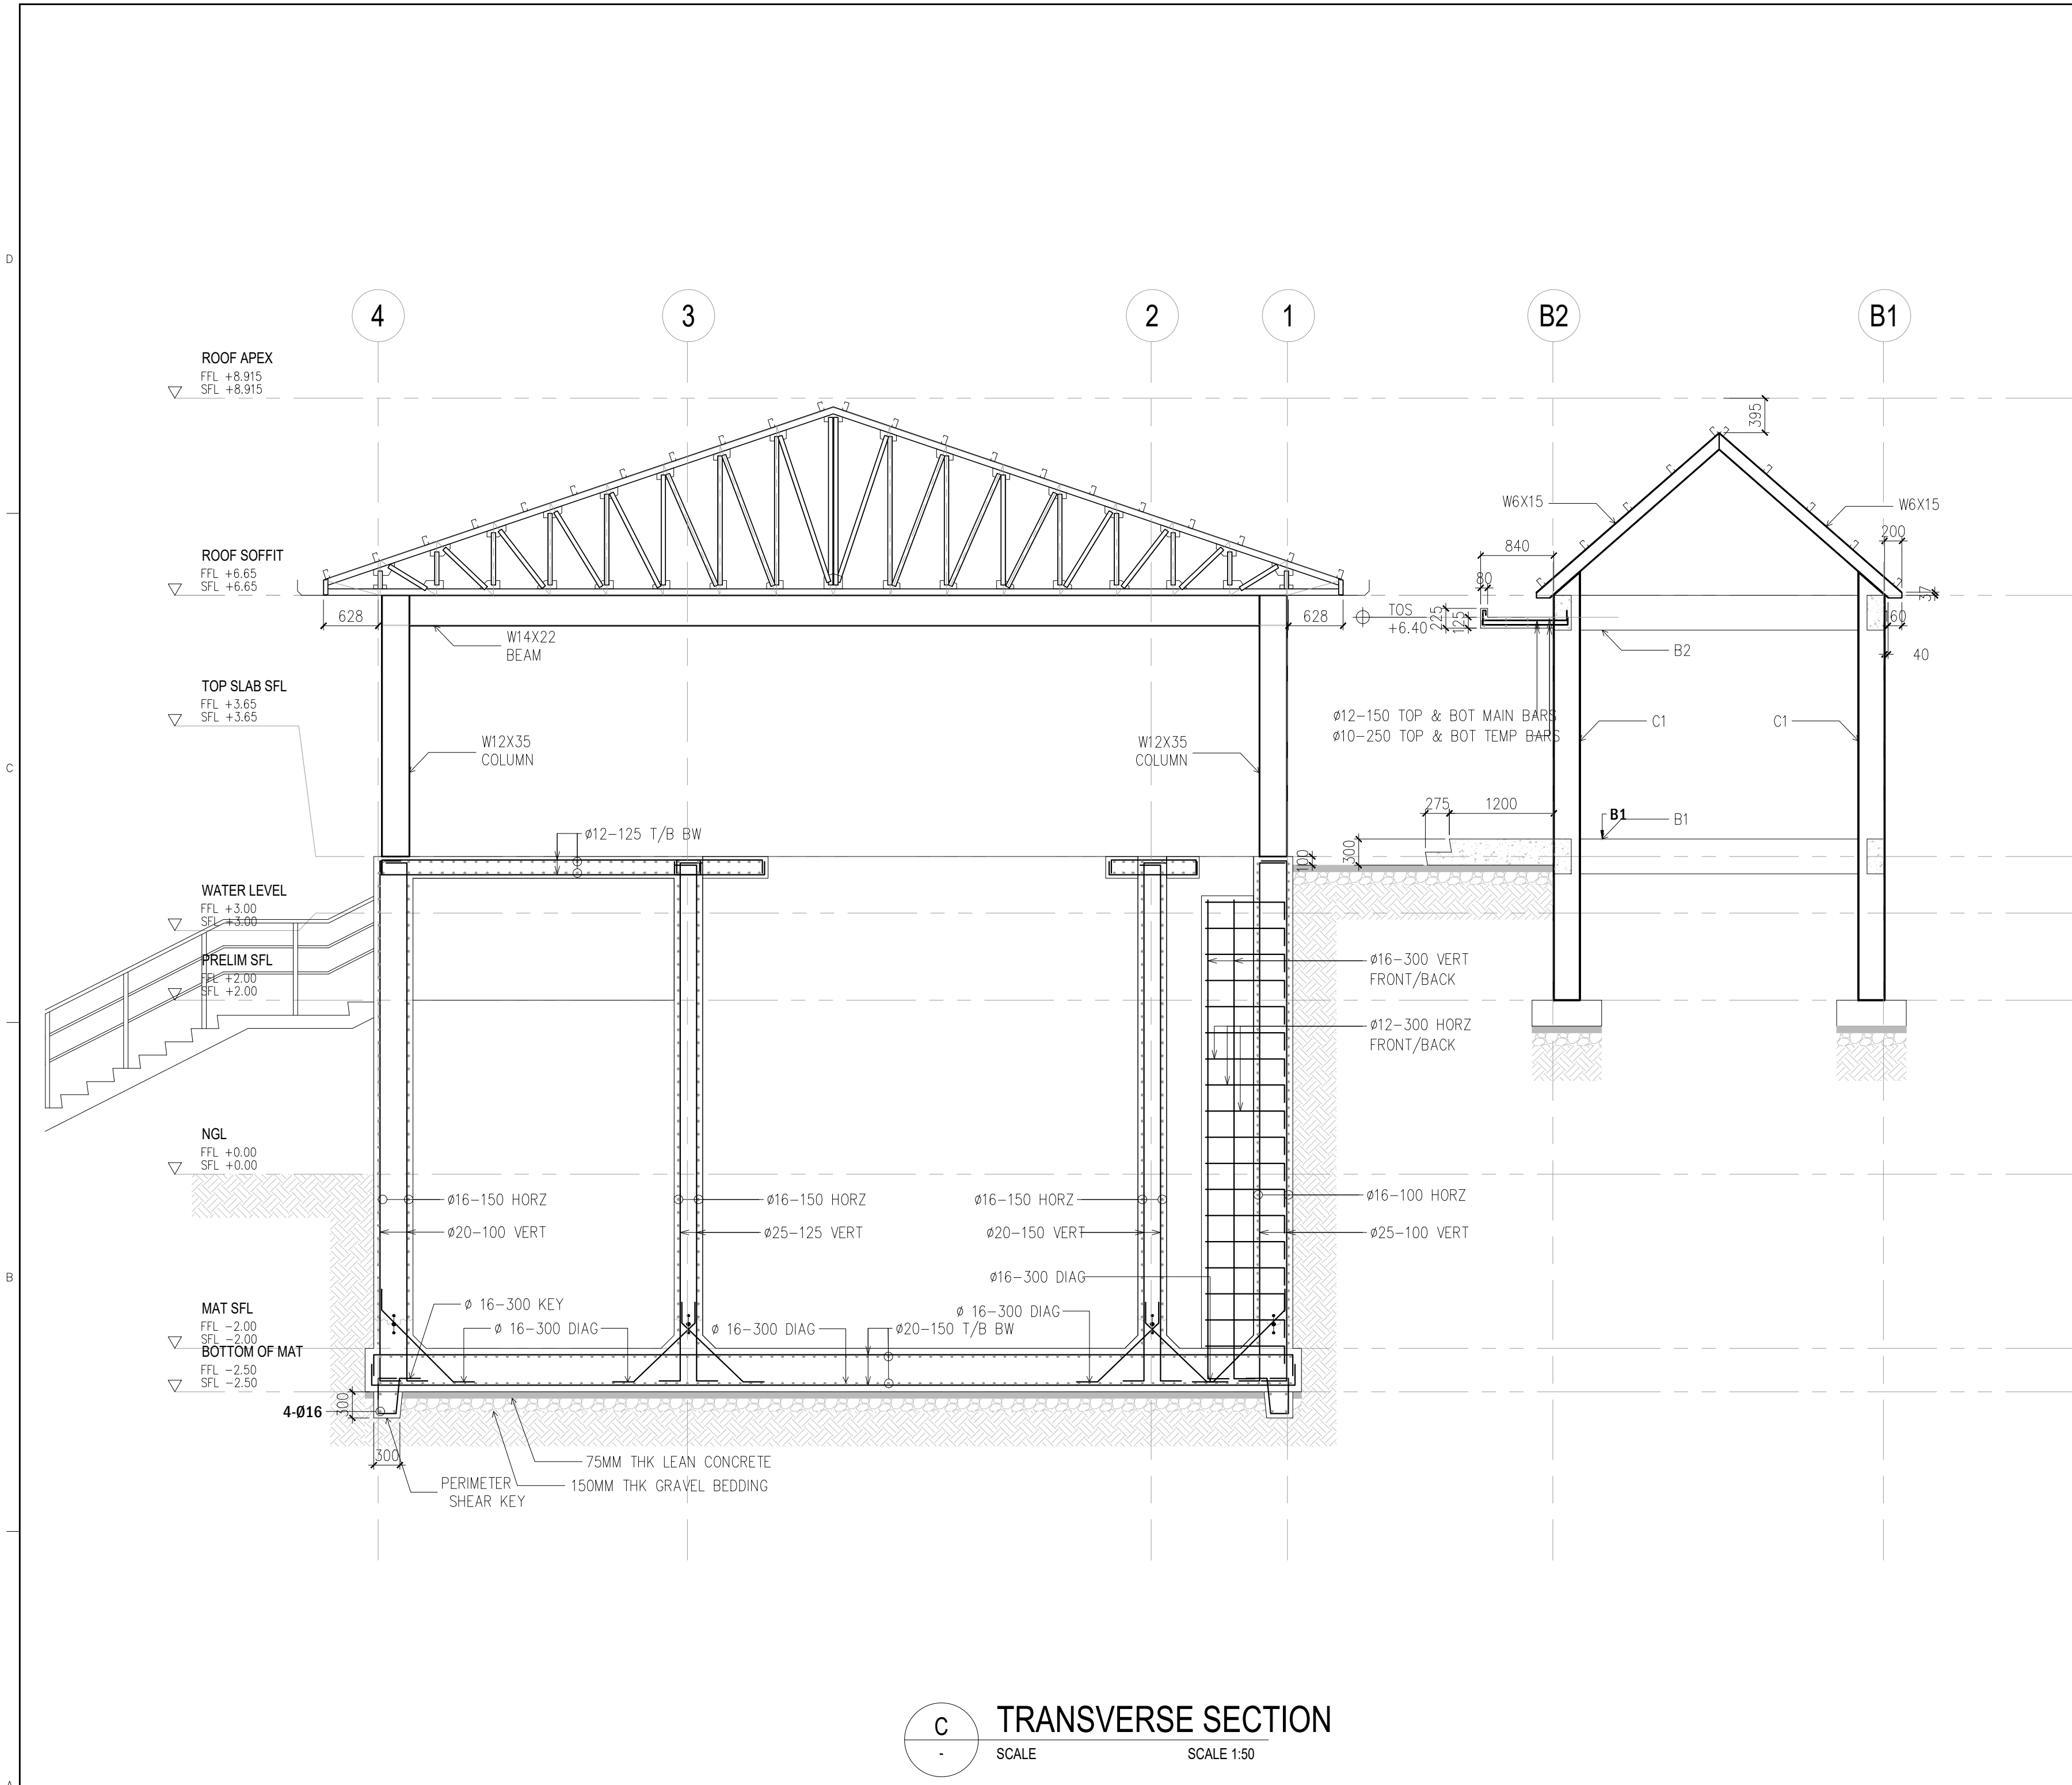 D
C
B
A
4
3
2
1
B2
B1
ROOF APEX
FFL +8.915
SFL +8.915
395
W6X15
W6X15
200
840
80
ROOF SOFFIT
FFL +6.65
SFL +6.65
37
628
628
TOS
+6.40
225
125
160
W14X22
BEAM
B2
40
TOP SLAB SFL
FFL +3.65
SFL +3.65
Ø12-150 TOP & BOT MAIN BARS
Ø10-250 TOP & BOT TEMP BARS
C1
C1
W12X35
COLUMN
W12X35
COLUMN
275
1200
B1
B1
Ø12-125 T/B BW
300
100
WATER LEVEL
FFL +3.00
SFL +3.00
PRELIM SFL
FFL +2.00
SFL +2.00
Ø16-300 VERT
FRONT/BACK
Ø12-300 HORZ
FRONT/BACK
NGL
FFL +0.00
SFL +0.00
Ø16-150 HORZ
Ø16-150 HORZ
Ø16-150 HORZ
Ø16-100 HORZ
Ø20-100 VERT
Ø25-125 VERT
Ø20-150 VERT
Ø25-100 VERT
Ø16-300 DIAG
MAT SFL
FFL -2.00
SFL -2.00
Ø 16-300 KEY
Ø 16-300 DIAG
Ø 16-300 DIAG
Ø 16-300 DIAG
Ø20-150 T/B BW
BOTTOM OF MAT
FFL -2.50
SFL -2.50
4-Ø16
300
300
75MM THK LEAN CONCRETE
150MM THK GRAVEL BEDDING
PERIMETER
SHEAR KEY
C
-
TRANSVERSE SECTION
SCALE SCALE 1:50